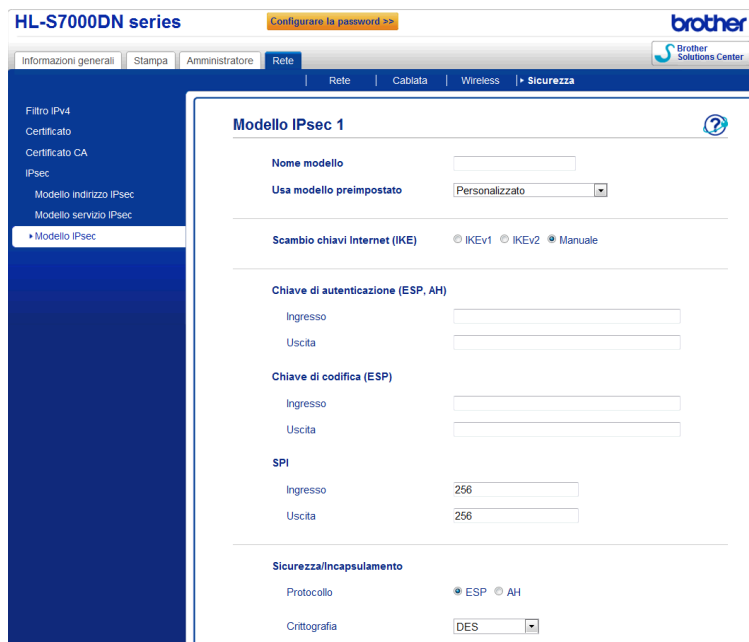 HL-S7000DN series
Configurare la password >>
brother
Informazioni generali
Stampa
Amministratore
Rete
Brother
Solutions Center
Rete
Cablata
Wireless
Sicurezza
Filtro IPv4
Certificato
Certificato CA
IPsec
Modello indirizzo IPsec
Modello servizio IPsec
Modello IPsec
Modello IPsec 1
Nome modello
Usa modello preimpostato Personalizzato
Scambio chiavi Internet (IKE) IKEv1 IKEv2 Manuale
Chiave di autenticazione (ESP, AH)
Ingresso
Uscita
Chiave di codifica (ESP)
Ingresso
Uscita
SPI
Ingresso 256
Uscita 256
Sicurezza/Incapsulamento
Protocollo ESP AH
Crittografia DES